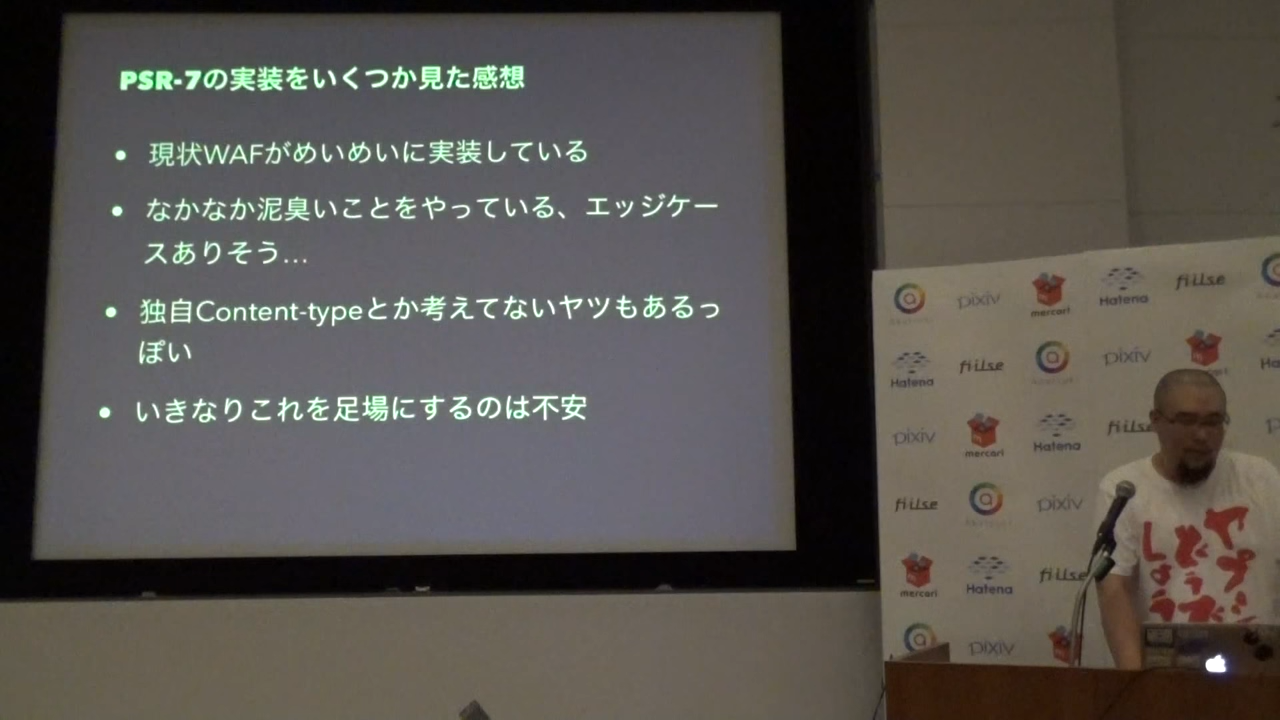 PSR-7の実装をいくつか見た感想
• 現状WAFがめいめいに実装している
• なかなか泥臭いことをやっている、エッジケー
スありそう...
• 独自Content-typeとか考えてないヤツもあるっ
ぽい
• いきなりこれを足場にするのは不安
pixiv
mercari
Hatena
fillse
Hatena
fillse
pixiv
pixiv
mercari
Hatena
fillse
pixiv
mercari
Hatena
fillse
pixiv